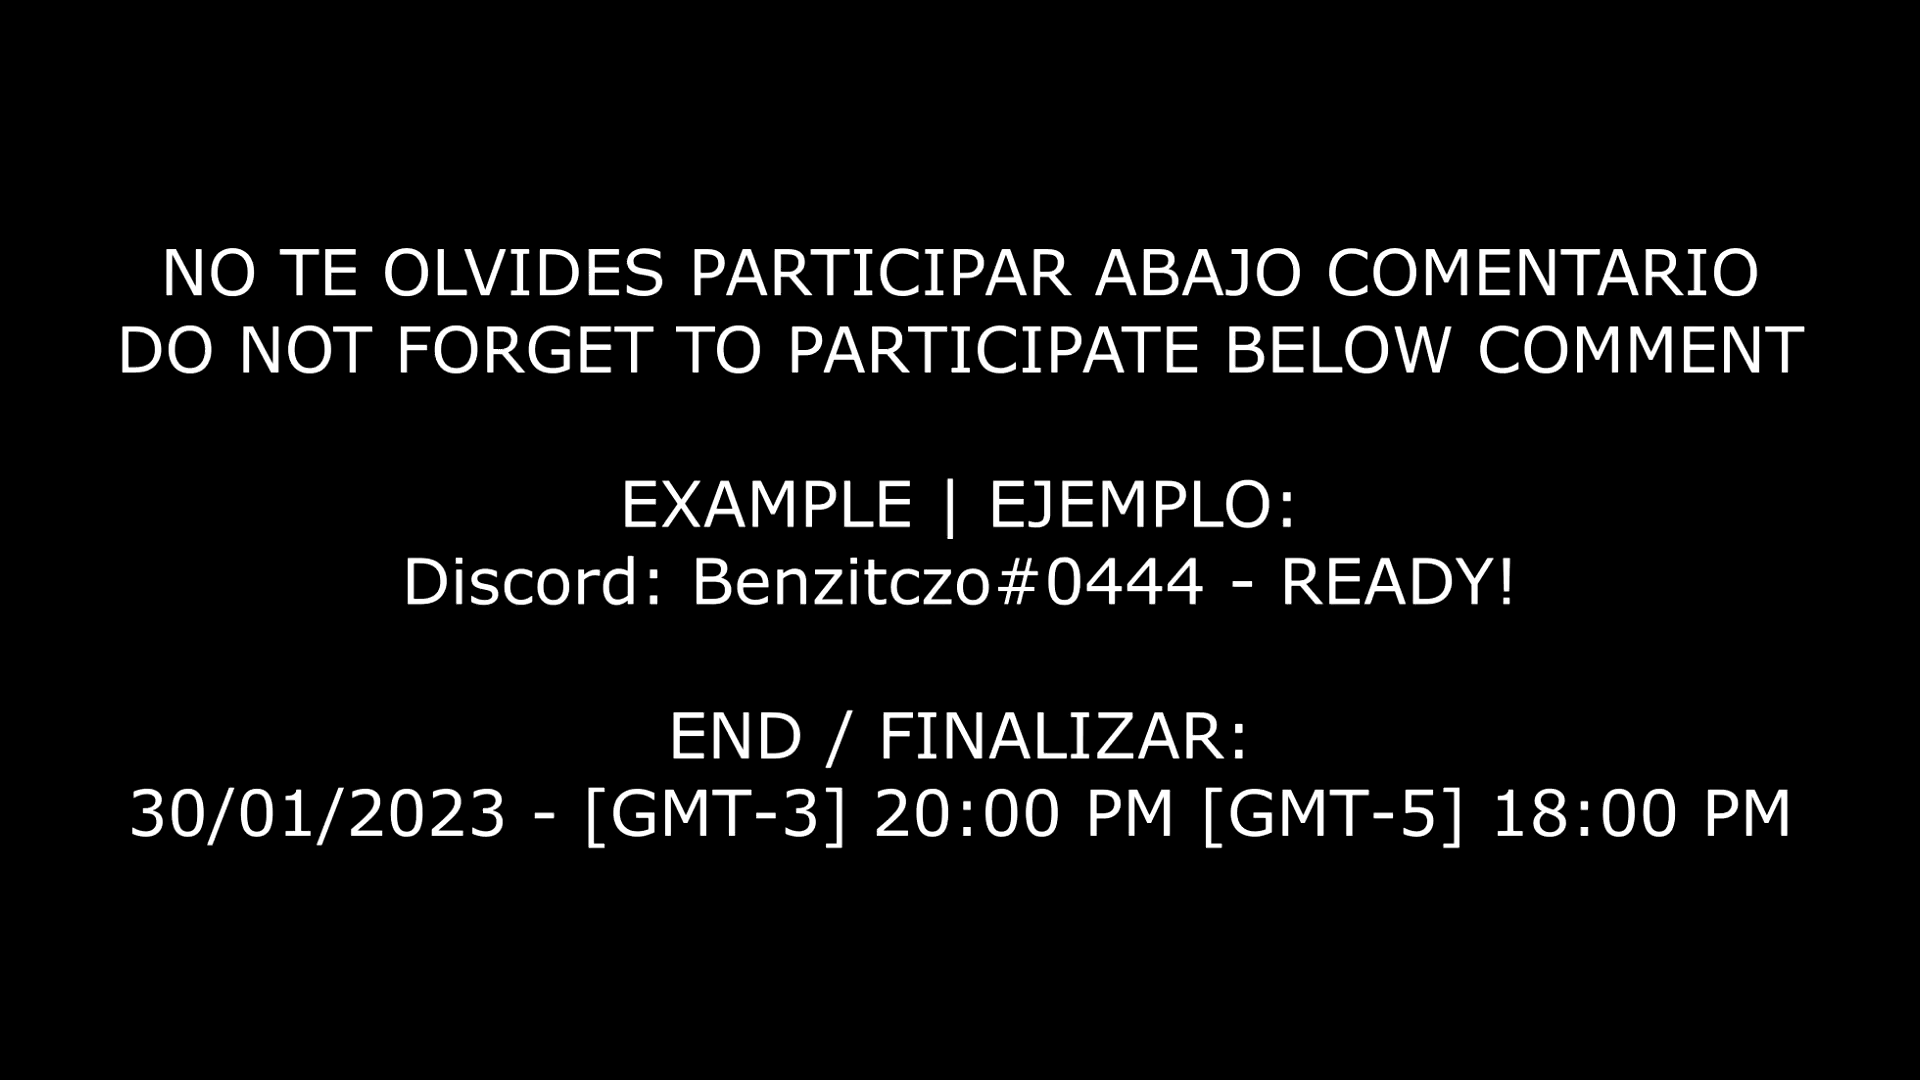 NO TE OLVIDES PARTICIPAR ABAJO COMENTARIO
DO NOT FORGET TO PARTICIPATE BELOW COMMENT
EXAMPLE | EJEMPLO:
Discord: Benzitczo#0444 - READY!
END / FINALIZAR:
30/01/2023 - [GMT-3] 20:00 PM [GMT-5] 18:00 PM